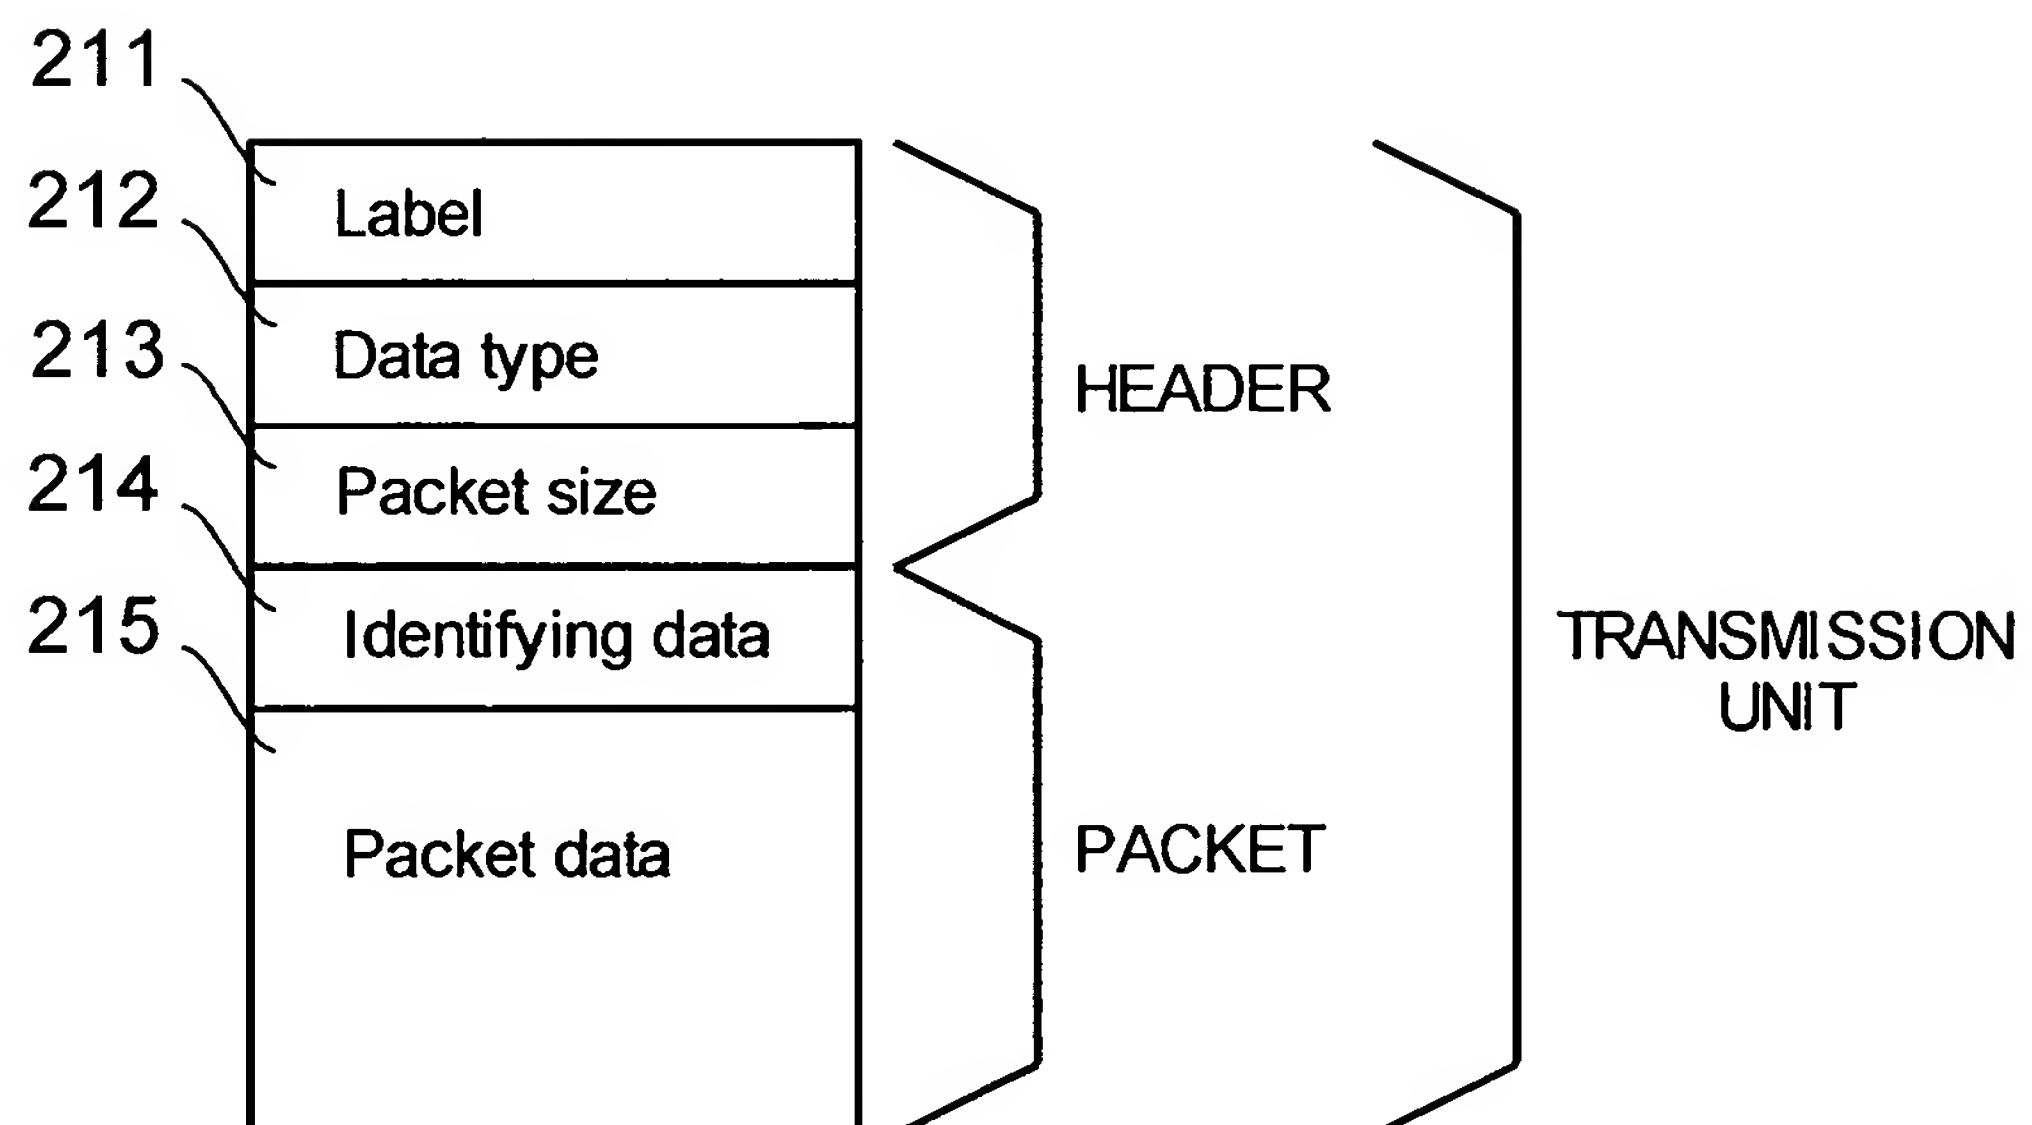 211
212
213
214
215
Label
Data type
Packet size
Identifying data
Packet data
HEADER
PACKET
TRANSMISSION
UNIT